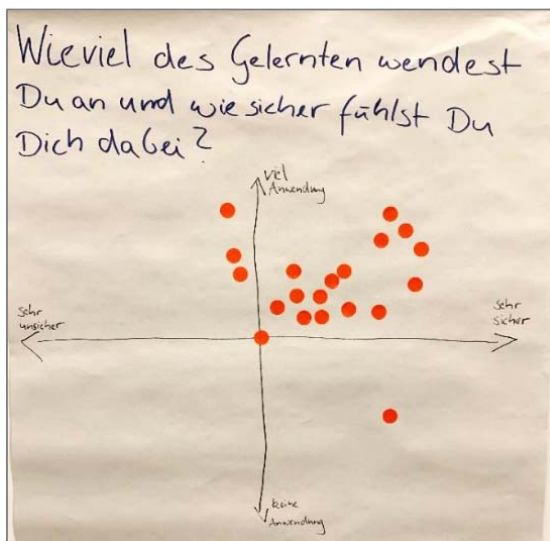 Wieviel des Gelernten wendest
Du an und wie sicher fühlst Du
Dich dabei?
viel
Anwendung
sehr
unsicher
sehr
sicher
keine
Anwendung